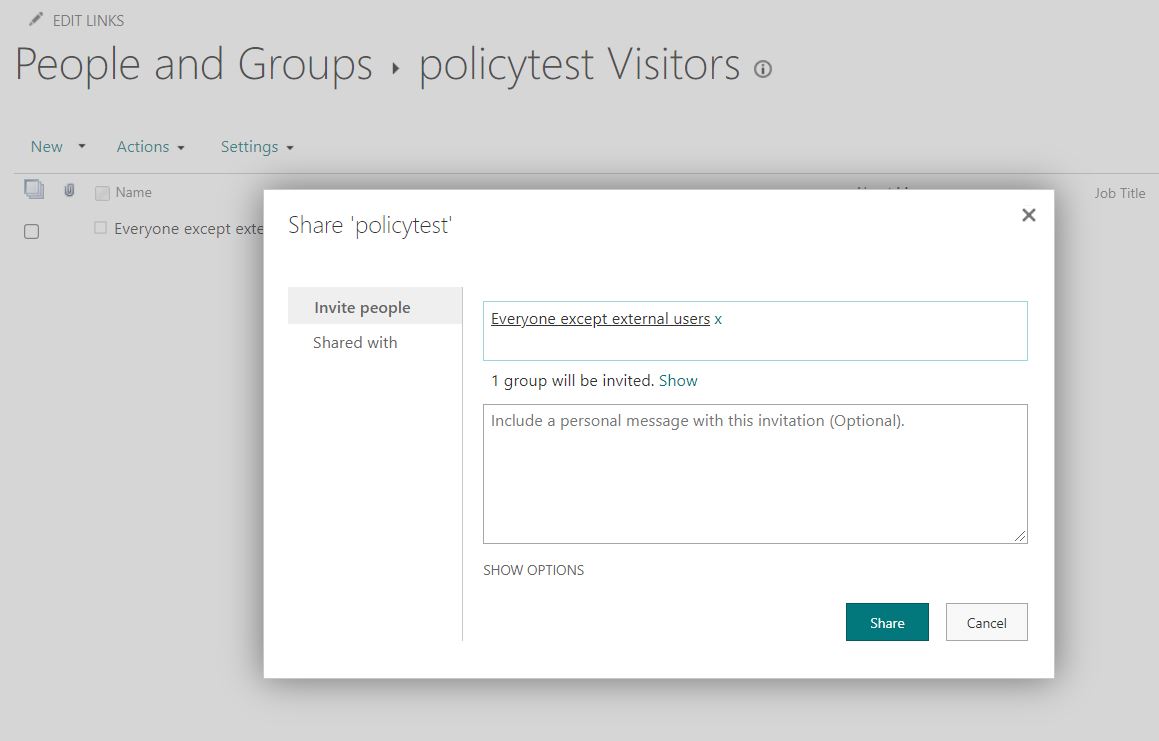 EDIT LINKS
People and Groups ▸ policytest Visitors
New Actions Settings
Name Job Title
Everyone except exte
Share 'policytest'
Invite people
Shared with
Everyone except external users x
1 group will be invited. Show
Include a personal message with this invitation (Optional).
SHOW OPTIONS
Share Cancel